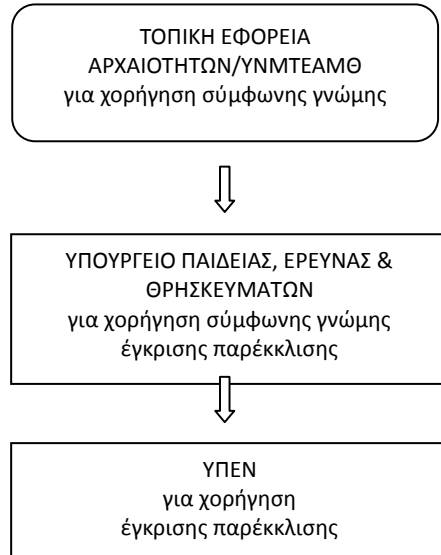 ΤΟΠΙΚΗ ΕΦΟΡΕΙΑ
ΑΡΧΑΙΟΤΗΤΩΝ/ΥΝΜΤΕΑΜΘ
για χορήγηση σύμφωνης γνώμης
ΥΠΟΥΡΓΕΙΟ ΠΑΙΔΕΙΑΣ, ΕΡΕΥΝΑΣ &
ΘΡΗΣΚΕΥΜΑΤΩΝ
για χορήγηση σύμφωνης γνώμης
έγκρισης παρέκκλισης
ΥΠΕΝ
για χορήγηση
έγκρισης παρέκκλισης